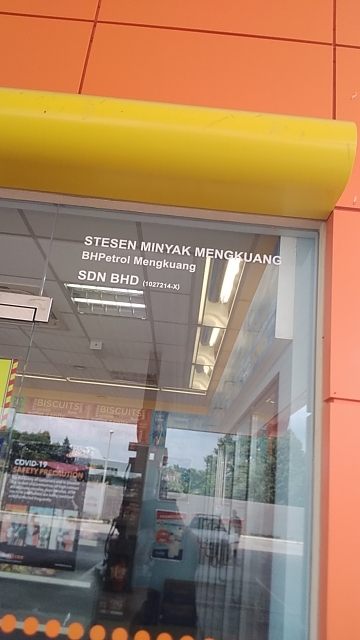 STESEN MINYAK MENGKUANG
BHPetrol Mengkuang
SDN BHD (1027214-X)
BISCUITS BISCUITS
COVID-19
SAFETY PRECAUTION